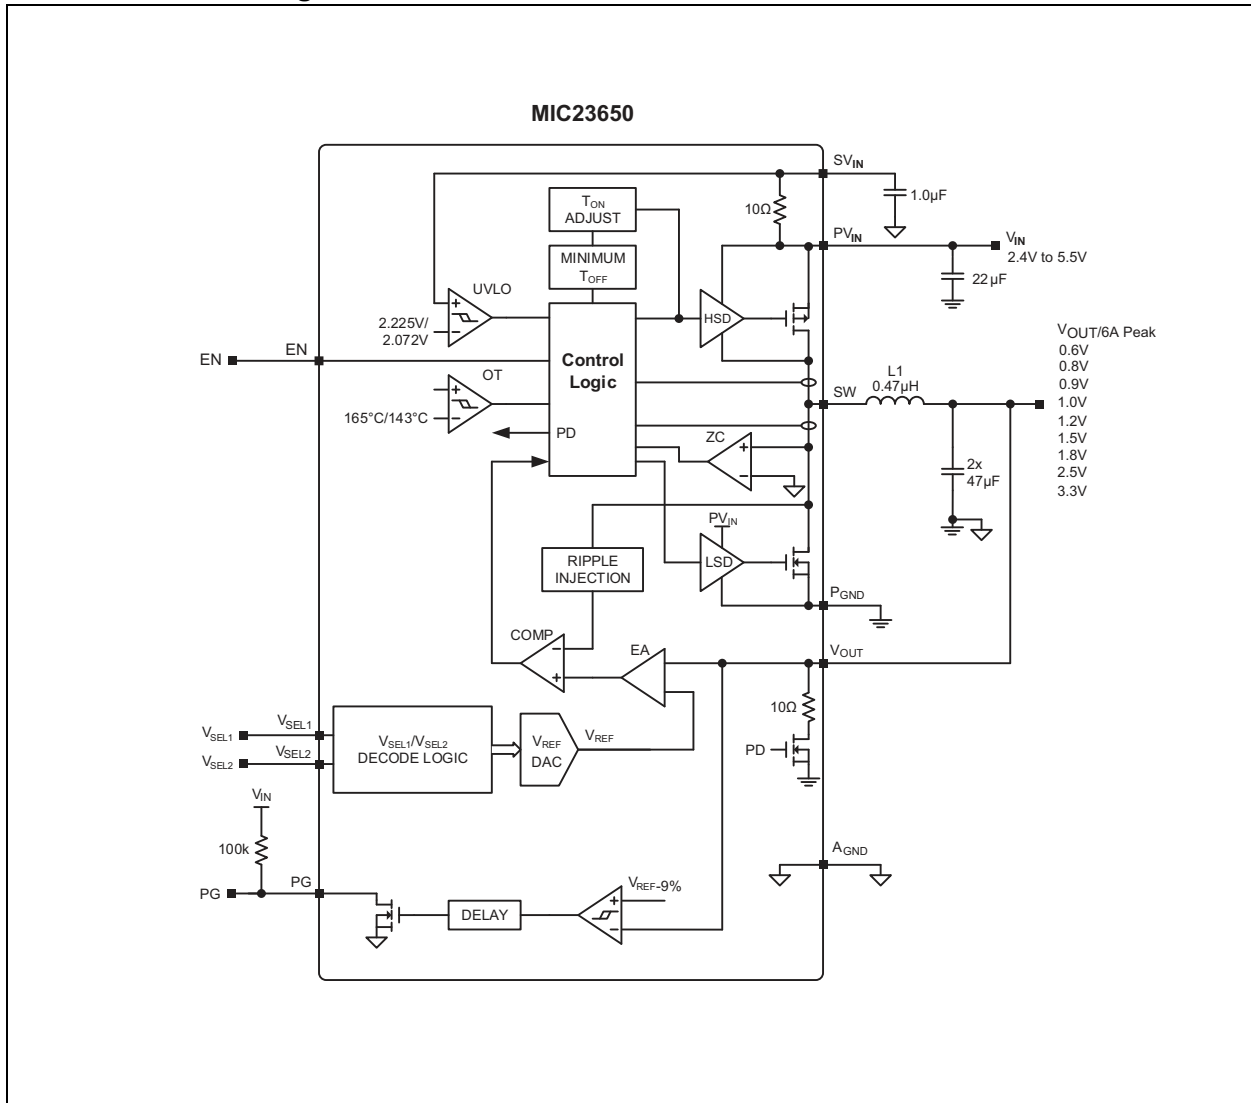 MIC23650
SVIN
1.0µF
10Ω
TON
ADJUST
PVIN
VIN
2.4V to 5.5V
MINIMUM
TOFF
22µF
UVLO
+
−
2.225V/
2.072V
HSD
EN
EN
Control
Logic
VOUT/6A Peak
0.6V
0.8V
0.9V
1.0V
1.2V
1.5V
1.8V
2.5V
3.3V
OT
+
−
165°C/143°C
L1
0.47µH
SW
PD
ZC
+
−
2x
47µF
PVIN
RIPPLE
INJECTION
LSD
PGND
COMP
−
+
EA
VOUT
10Ω
VSEL1
VSEL1
VSEL2
VSEL2
VSEL1/VSEL2
DECODE LOGIC
VREF
DAC
VREF
PD
VIN
100k
AGND
PG
PG
VREF-9%
DELAY
+
−